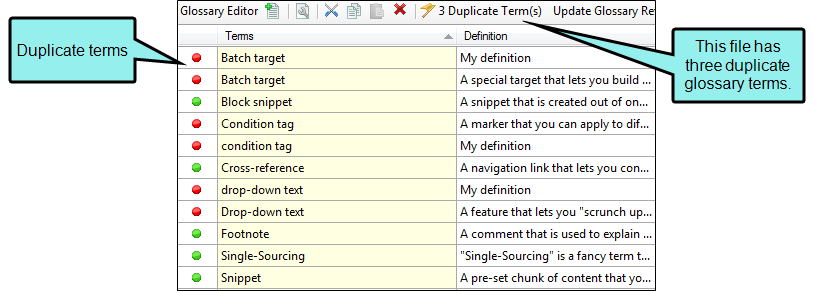 Glossary Editor
3 Duplicate Term(s)
Update Glossary Re
Duplicate terms
This file has
three duplicate
glossary terms.
Terms Definition
Batch target My definition
Batch target A special target that lets you build ...
Block snippet A snippet that is created out of on...
Condition tag A marker that you can apply to dif...
condition tag My definition
Cross-reference A navigation link that lets you con...
drop-down text My definition
Drop-down text A feature that lets you "scrunch up...
Footnote A comment that is used to explain ...
Single-Sourcing "Single-Sourcing" is a fancy term t...
Snippet A pre-set chunk of content that yo...